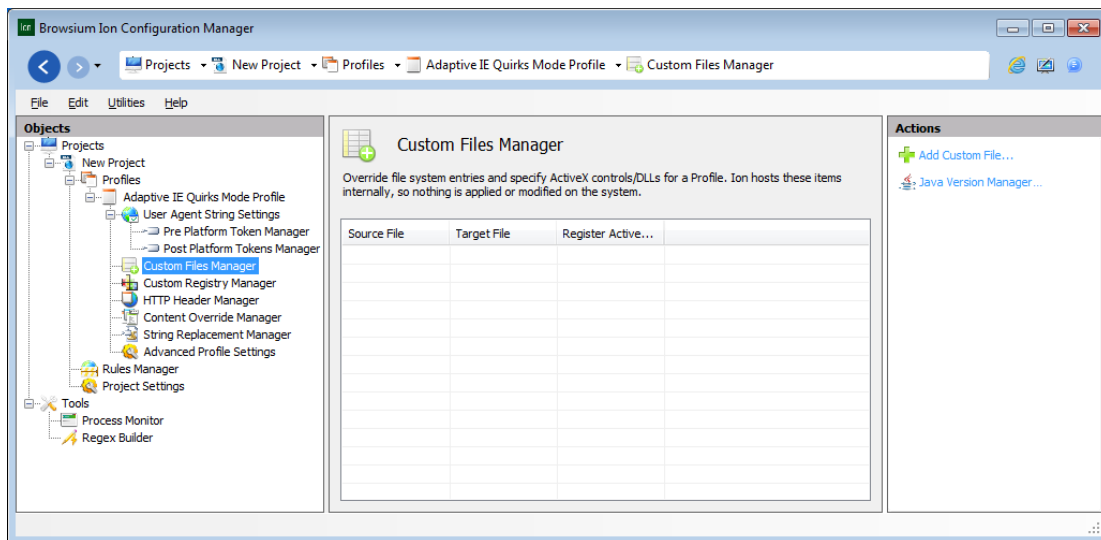 Ion Browsium Ion Configuration Manager
Projects New Project Profiles Adaptive IE Quirks Mode Profile Custom Files Manager
File Edit Utilities Help
Objects
Projects
New Project
Profiles
Adaptive IE Quirks Mode Profile
User Agent String Settings
Pre Platform Token Manager
Post Platform Tokens Manager
Custom Files Manager
Custom Registry Manager
HTTP Header Manager
Content Override Manager
String Replacement Manager
Advanced Profile Settings
Rules Manager
Project Settings
Tools
Process Monitor
Regex Builder
Custom Files Manager
Override file system entries and specify ActiveX controls/DLLs for a Profile. Ion hosts these items
internally, so nothing is applied or modified on the system.
Source File Target File Register Active...
Actions
Add Custom File...
Java Version Manager...